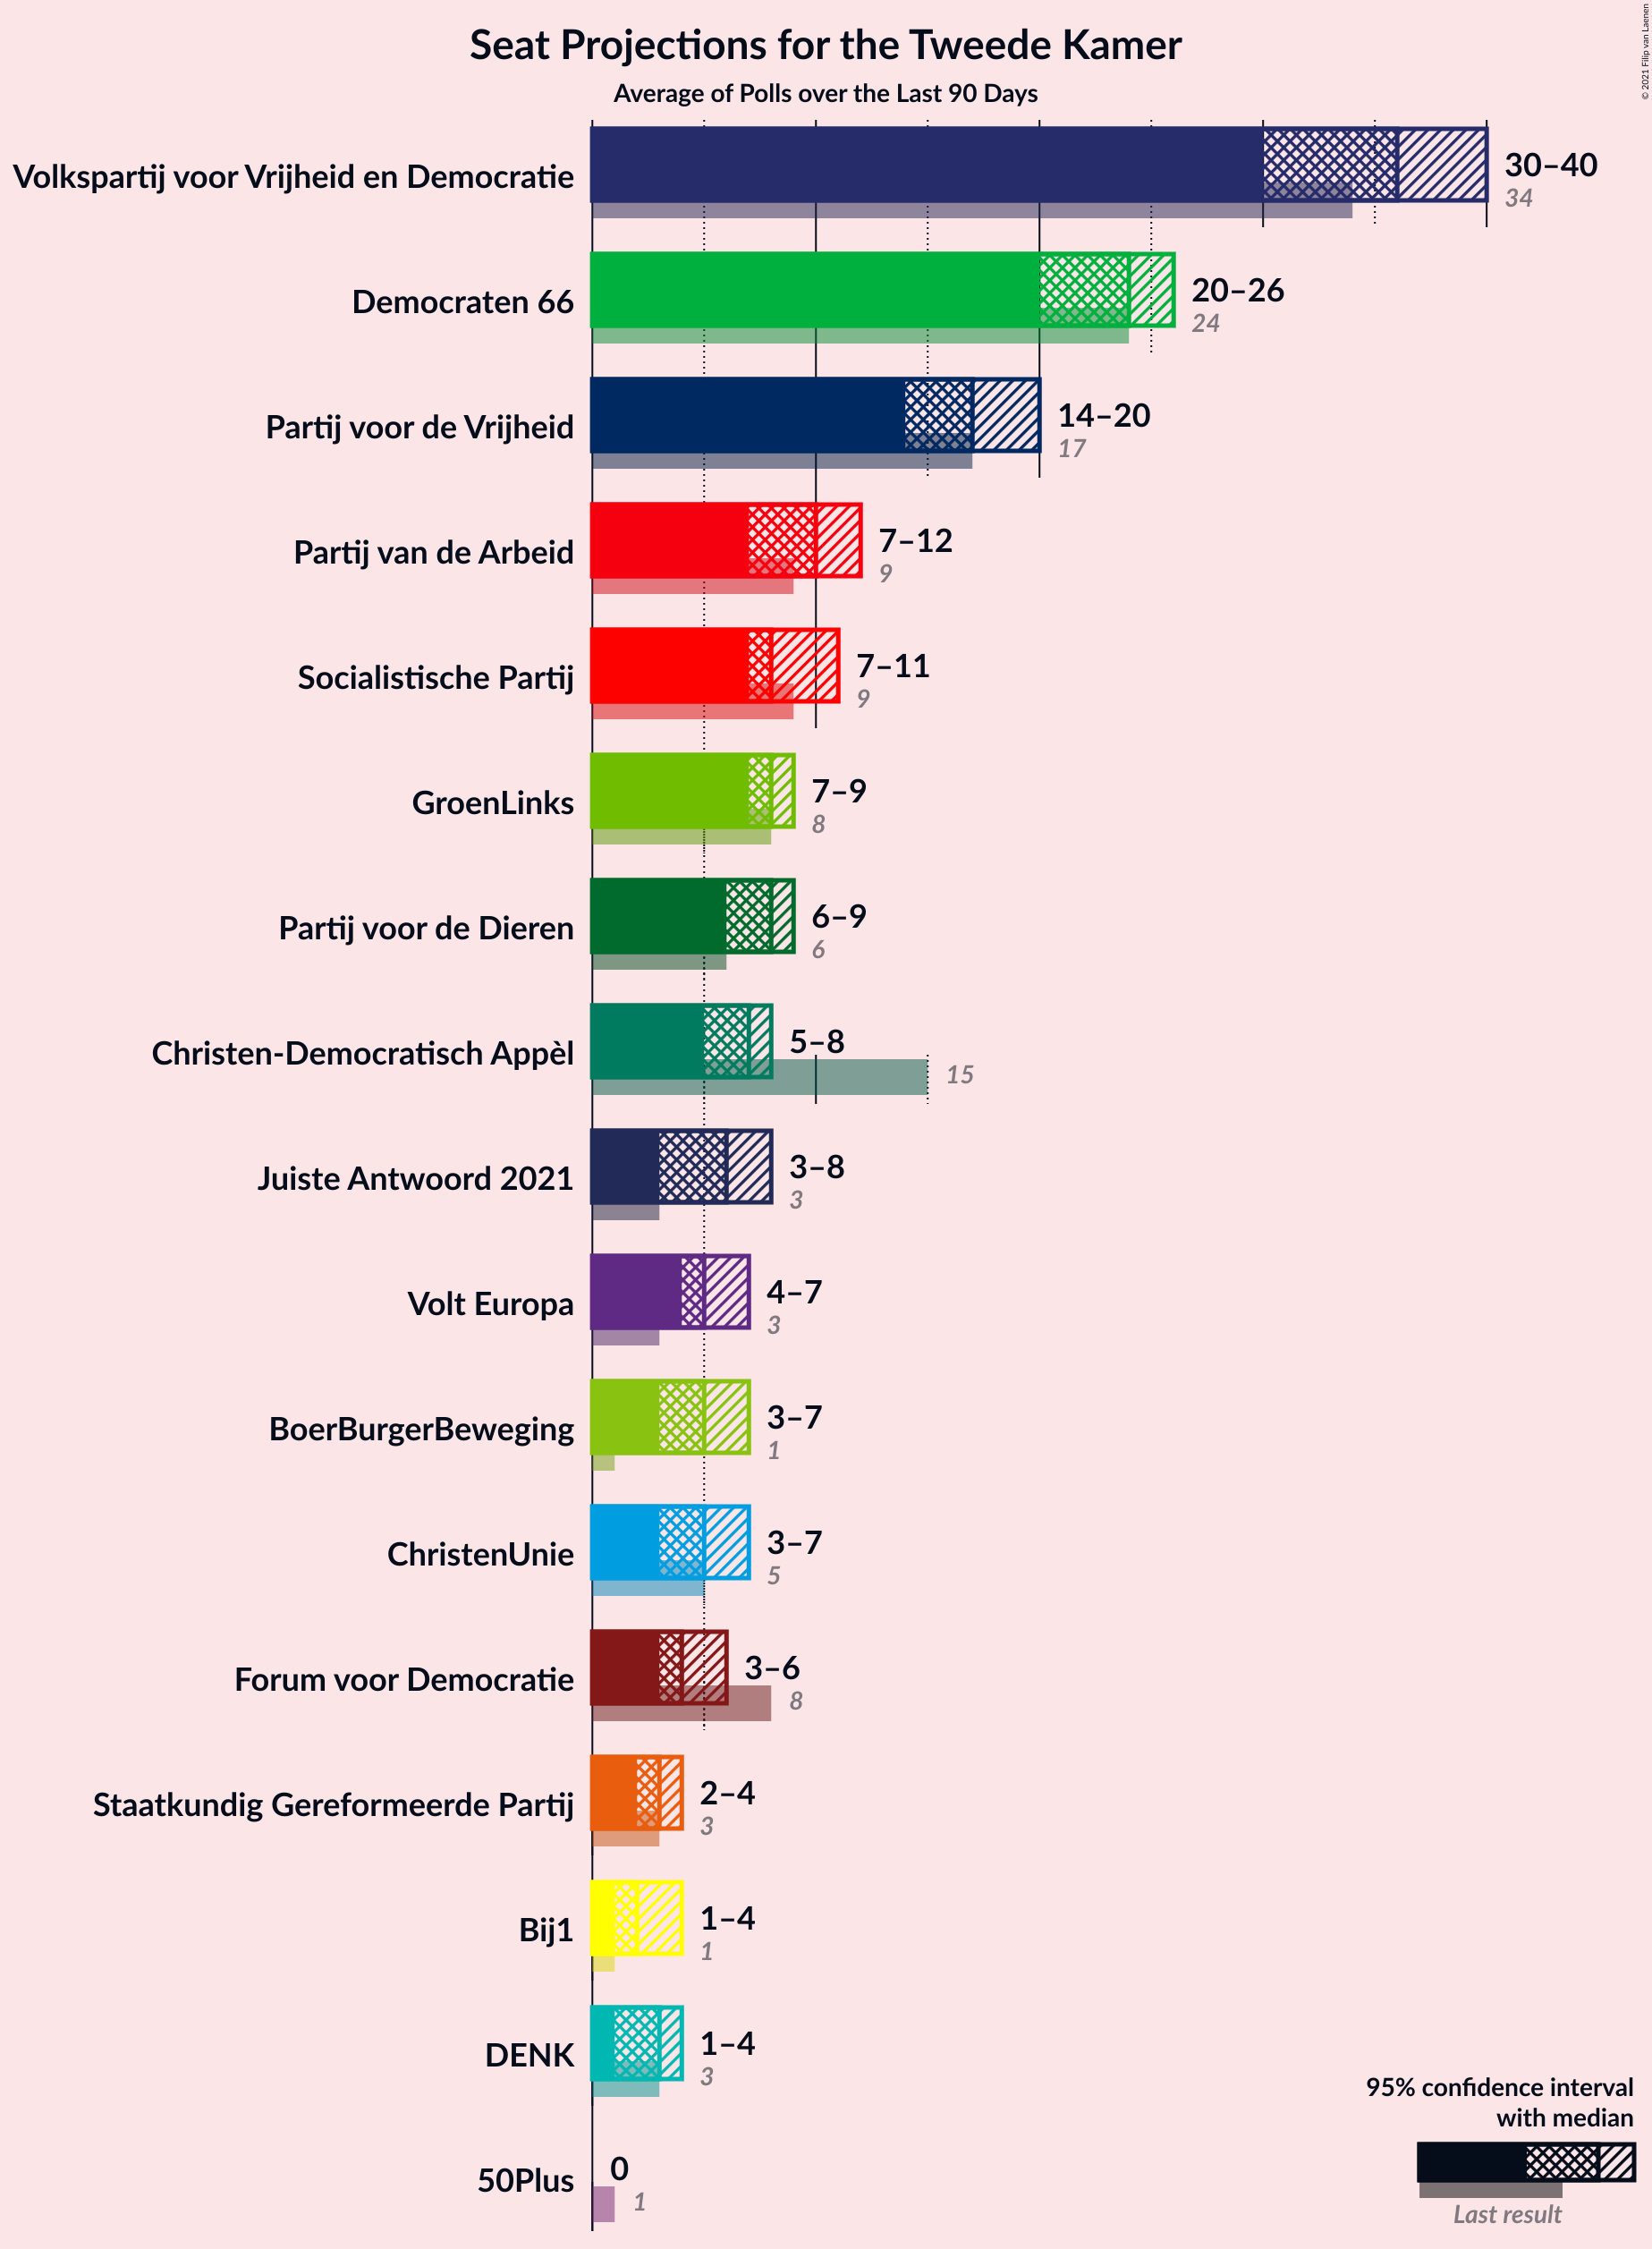 © 2021 Filip van Laenen
Seat Projections for the Tweede Kamer
Average of Polls over the Last 90 Days
Volkspartij voor Vrijheid en Democratie
30–40
34
Democraten 66
20–26
24
Partij voor de Vrijheid
14–20
17
Partij van de Arbeid
7–12
9
Socialistische Partij
7–11
9
GroenLinks
7–9
8
Partij voor de Dieren
6–9
6
Christen-Democratisch Appèl
5–8
15
Juiste Antwoord 2021
3–8
3
Volt Europa
4–7
3
BoerBurgerBeweging
3–7
1
ChristenUnie
3–7
5
Forum voor Democratie
3–6
8
Staatkundig Gereformeerde Partij
2–4
3
Bij1
1–4
1
DENK
1–4
3
50Plus
0
1
95% confidence interval
with median
Last result